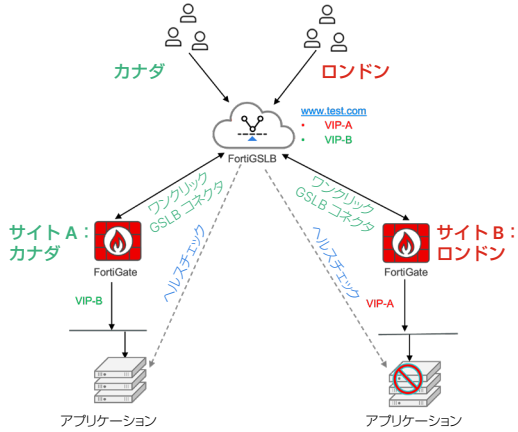 カナダ
ロンドン
www.test.com
• VIP-A
• VIP-B
FortiGSLB
ワンクリック
GSLB コネクタ
ワンクリック
GSLB コネクタ
サイト A：
カナダ
サイト B：
ロンドン
ヘルスチェック
ヘルスチェック
FortiGate
FortiGate
VIP-B
VIP-A
アプリケーション
アプリケーション